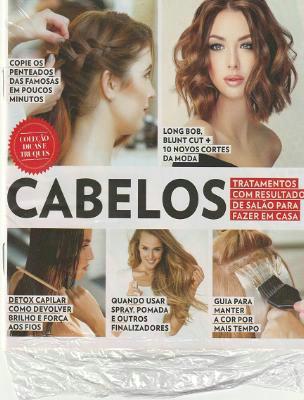 COPIE OS
PENTEADOS
DAS FAMOSAS
EM POUCOS
MINUTOS
LONG BOB,
BLUNT CUT +
10 NOVOS CORTES
DA MODA
COLEÇÃO
DICAS E
TRUQUES
CABELOS
TRATAMENTOS
COM RESULTADO
DE SALÃO PARA
FAZER EM CASA
DETOX CAPILAR
COMO DEVOLVER
BRILHO E FORÇA
AOS FIOS
QUANDO USAR
SPRAY, POMADA
E OUTROS
FINALIZADORES
GUIA PARA
MANTER
A COR POR
MAIS TEMPO